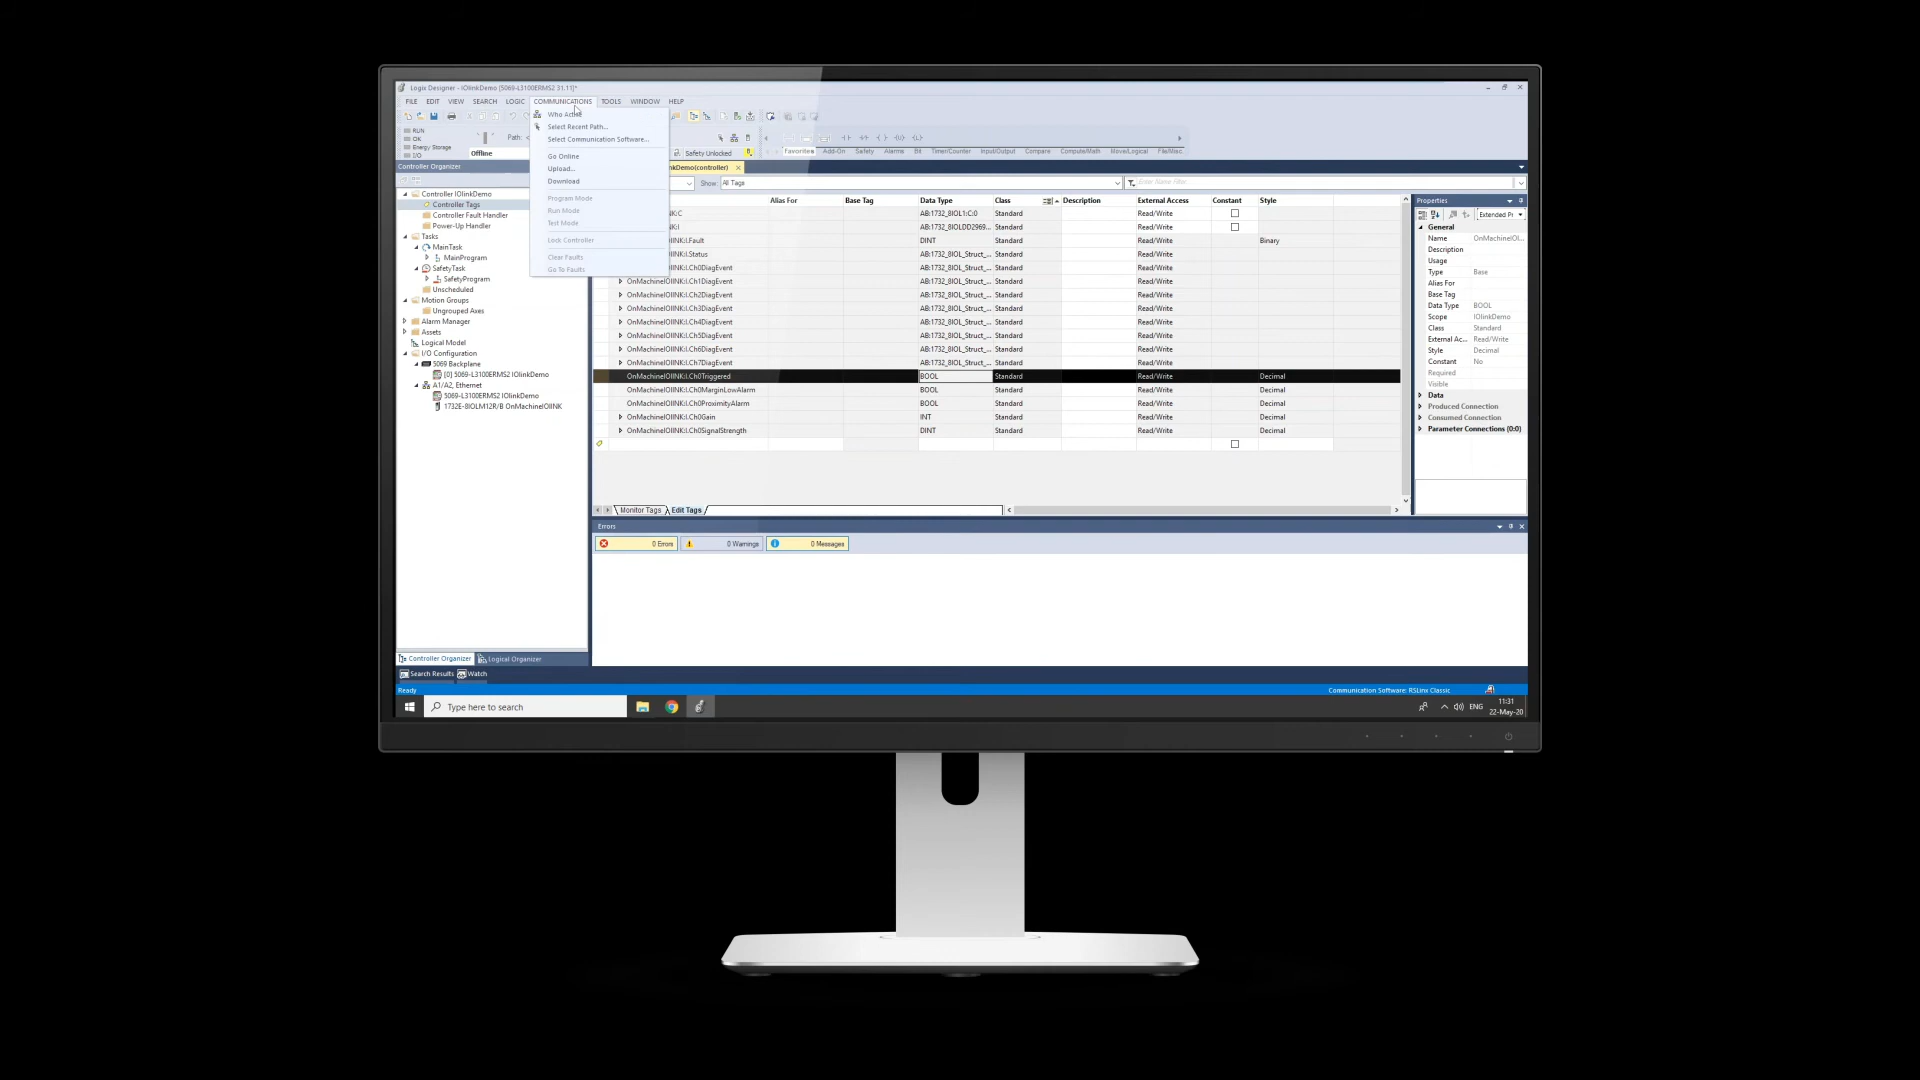 Logix Designer - IOlinkDemo [5069-L3100ERMS2 31.11]*
FILE EDIT VIEW SEARCH LOGIC COMMUNICATIONS TOOLS WINDOW HELP
Who Active
Select Recent Path...
Select Communication Software...
Go Online
Upload...
Download
Program Mode
Run Mode
Test Mode
Lock Controller
Clear Faults
Go To Faults
RUN
OK
Energy Storage
I/O
Path:
Offline
Safety Unlocked
Favorites Add-On Safety Alarms Bit Timer/Counter Input/Output Compare Compute/Math Move/Logical File/Misc.
Controller Organizer
Controller IOlinkDemo
Controller Tags
Controller Fault Handler
Power-Up Handler
Tasks
MainTask
MainProgram
SafetyTask
SafetyProgram
Unscheduled
Motion Groups
Ungrouped Axes
Alarm Manager
Assets
Logical Model
I/O Configuration
5069 Backplane
[0] 5069-L3100ERMS2 IOlinkDemo
A1/A2, Ethernet
5069-L3100ERMS2 IOlinkDemo
1732E-8IOLM12R/B OnMachineIOlINK
nkDemo(controller)
Show: All Tags
Enter Name Filter
Alias For Base Tag Data Type Class Description External Access Constant Style
NK:C AB:1732_8IOL1:C:0 Standard Read/Write
NK:I AB:1732_8IOLDD2969... Standard Read/Write
INK:I.Fault DINT Standard Read/Write Binary
INK:I.Status AB:1732_8IOL_Struct_... Standard Read/Write
INK:I.Ch0DiagEvent AB:1732_8IOL_Struct_... Standard Read/Write
OnMachineIOlINK:I.Ch1DiagEvent AB:1732_8IOL_Struct_... Standard Read/Write
OnMachineIOlINK:I.Ch2DiagEvent AB:1732_8IOL_Struct_... Standard Read/Write
OnMachineIOlINK:I.Ch3DiagEvent AB:1732_8IOL_Struct_... Standard Read/Write
OnMachineIOlINK:I.Ch4DiagEvent AB:1732_8IOL_Struct_... Standard Read/Write
OnMachineIOlINK:I.Ch5DiagEvent AB:1732_8IOL_Struct_... Standard Read/Write
OnMachineIOlINK:I.Ch6DiagEvent AB:1732_8IOL_Struct_... Standard Read/Write
OnMachineIOlINK:I.Ch7DiagEvent AB:1732_8IOL_Struct_... Standard Read/Write
OnMachineIOlINK:I.Ch0Triggered BOOL Standard Read/Write Decimal
OnMachineIOlINK:I.Ch0MarginLowAlarm BOOL Standard Read/Write Decimal
OnMachineIOlINK:I.Ch0ProximityAlarm BOOL Standard Read/Write Decimal
OnMachineIOlINK:I.Ch0Gain INT Standard Read/Write Decimal
OnMachineIOlINK:I.Ch0SignalStrength DINT Standard Read/Write Decimal
Monitor Tags Edit Tags
Properties
Extended Pr
General
Name OnMachineIOl...
Description
Usage
Type Base
Alias For
Base Tag
Data Type BOOL
Scope IOlinkDemo
Class Standard
External Ac... Read/Write
Style Decimal
Constant No
Required
Visible
Data
Produced Connection
Consumed Connection
Parameter Connections {0:0}
Errors
0 Errors 0 Warnings 0 Messages
Controller Organizer Logical Organizer
Search Results Watch
Ready
Communication Software: RSLinx Classic
Type here to search
ENG
11:31
22-May-20